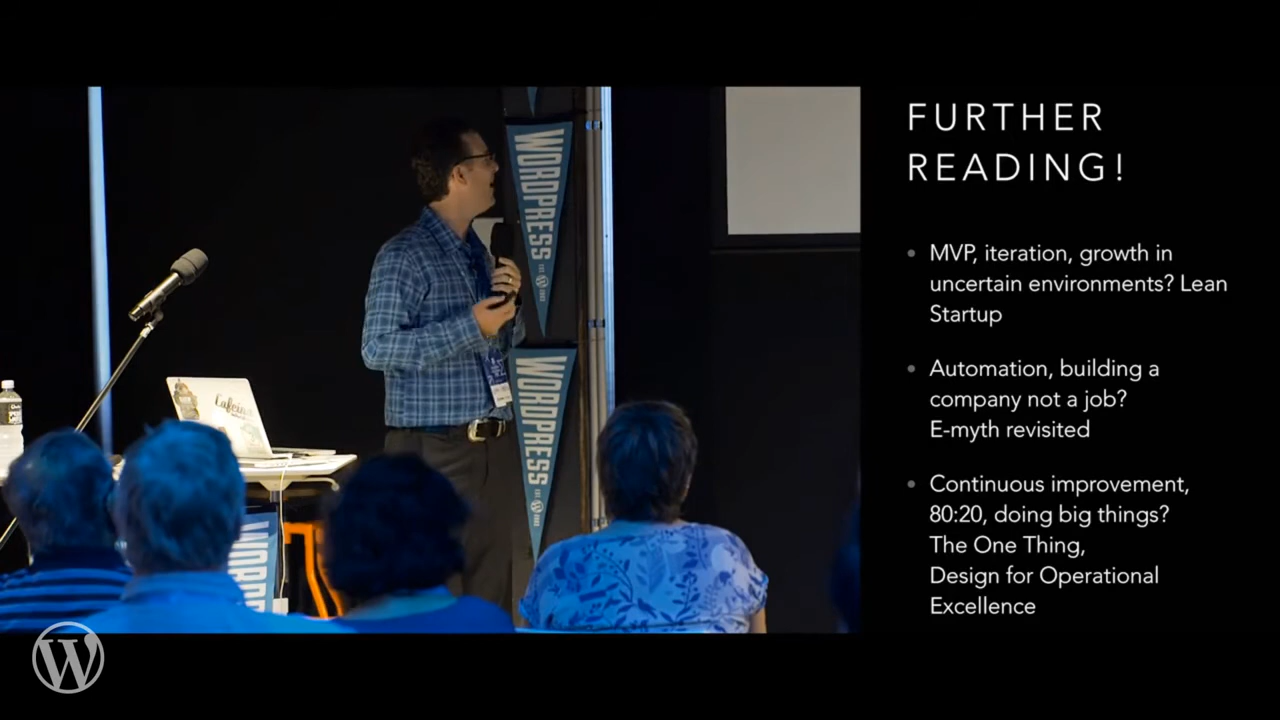 WORDPRESS
WORDPRESS
WORDPRE
FURTHER
READING!
MVP, iteration, growth in
uncertain environments? Lean
Startup
Automation, building a
company not a job?
E-myth revisited
Continuous improvement,
80:20, doing big things?
The One Thing,
Design for Operational
Excellence